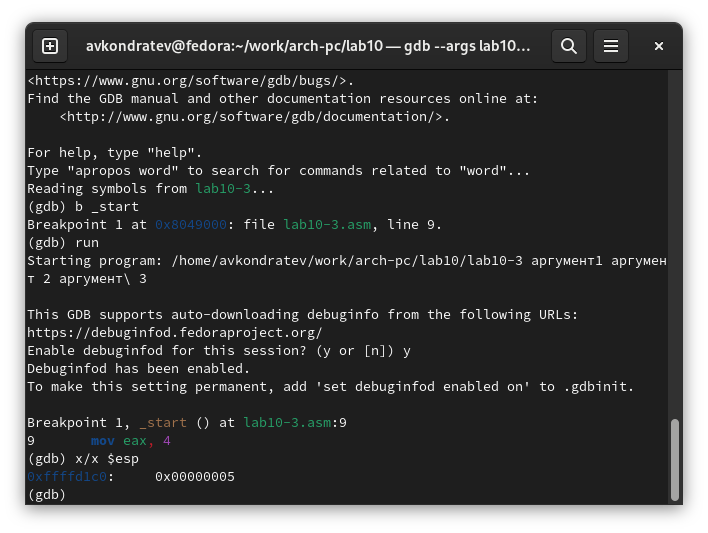 avkondratev@fedora:~/work/arch-pc/lab10 — gdb --args lab10…
<https://www.gnu.org/software/gdb/bugs/>.
Find the GDB manual and other documentation resources online at:
    <http://www.gnu.org/software/gdb/documentation/>.

For help, type "help".
Type "apropos word" to search for commands related to "word"...
Reading symbols from lab10-3...
(gdb) b _start
Breakpoint 1 at 0x8049000: file lab10-3.asm, line 9.
(gdb) run
Starting program: /home/avkondratev/work/arch-pc/lab10/lab10-3 аргумент1 аргумен
т 2 аргумент\ 3

This GDB supports auto-downloading debuginfo from the following URLs:
https://debuginfod.fedoraproject.org/
Enable debuginfod for this session? (y or [n]) y
Debuginfod has been enabled.
To make this setting permanent, add 'set debuginfod enabled on' to .gdbinit.

Breakpoint 1, _start () at lab10-3.asm:9
9       mov eax, 4
(gdb) x/x $esp
0xffffd1c0:     0x00000005
(gdb)